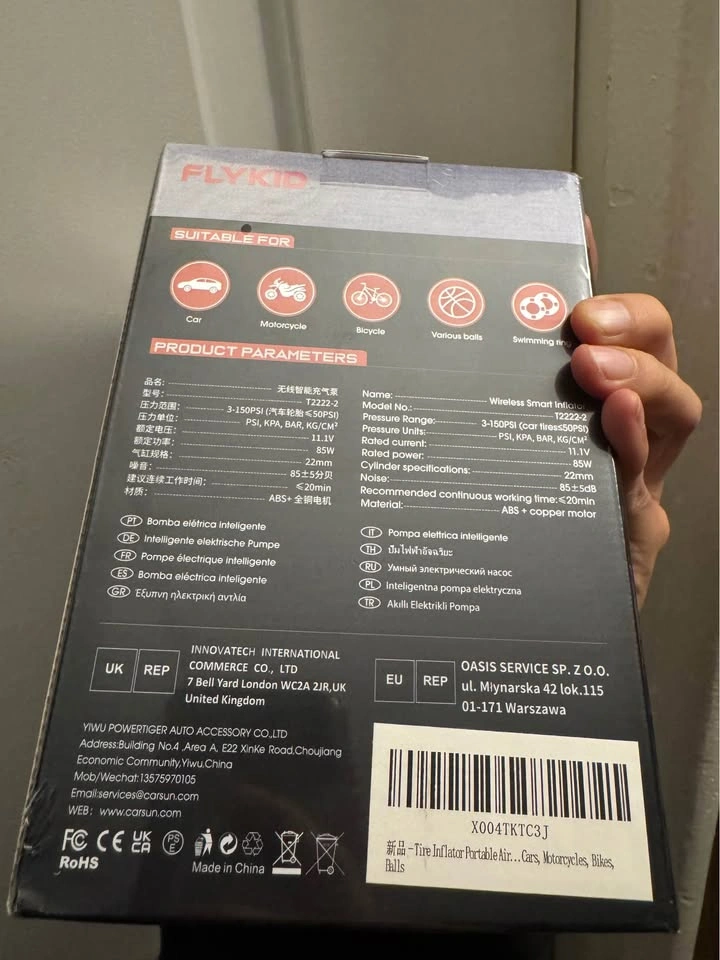 FLYKID
SUITABLE FOR
Car
Motorcycle
Bicycle
Various balls
Swimming ring
PRODUCT PARAMETERS
品名: 无线智能充气泵
型号: T2222-2
压力范围: 3-150PSI (汽车轮胎≤50PSI)
压力单位: PSI, KPA, BAR, KG/CM²
额定电压: 11.1V
额定功率: 85W
气缸规格: 22mm
噪音: 85±5分贝
建议连续工作时间: ≤20min
材质: ABS+ 全铜电机
Name: Wireless Smart Inflator
Model No.: T2222-2
Pressure Range: 3-150PSI (car tires≤50PSI)
Pressure Units: PSI, KPA, BAR, KG/CM²
Rated current: 11.1V
Rated power: 85W
Cylinder specifications: 22mm
Noise: 85±5dB
Recommended continuous working time:≤20min
Material: ABS + copper motor
PT Bomba elétrica inteligente
DE Intelligente elektrische Pumpe
FR Pompe électrique intelligente
ES Bomba eléctrica inteligente
GR Έξυπνη ηλεκτρική αντλία
IT Pompa elettrica intelligente
TH ปั๊มไฟฟ้าอัจฉริยะ
RU Умный электрический насос
PL Inteligentna pompa elektryczna
TR Akıllı Elektrikli Pompa
UK REP
INNOVATECH INTERNATIONAL
COMMERCE CO., LTD
7 Bell Yard London WC2A 2JR,UK
United Kingdom
EU REP
OASIS SERVICE SP. Z O.O.
ul. Młynarska 42 lok.115
01-171 Warszawa
YIWU POWERTIGER AUTO ACCESSORY CO.,LTD
Address:Building No.4 ,Area A, E22 XinKe Road,Choujiang
Economic Community,Yiwu,China
Mob/Wechat:13575970105
Email:services@carsun.com
WEB: www.carsun.com
FC CE UK CA PS E
RoHS
Made in China
X004TKTC3J
新品 - Tire Inflator Portable Air... Cars, Motorcycles, Bikes,
Balls